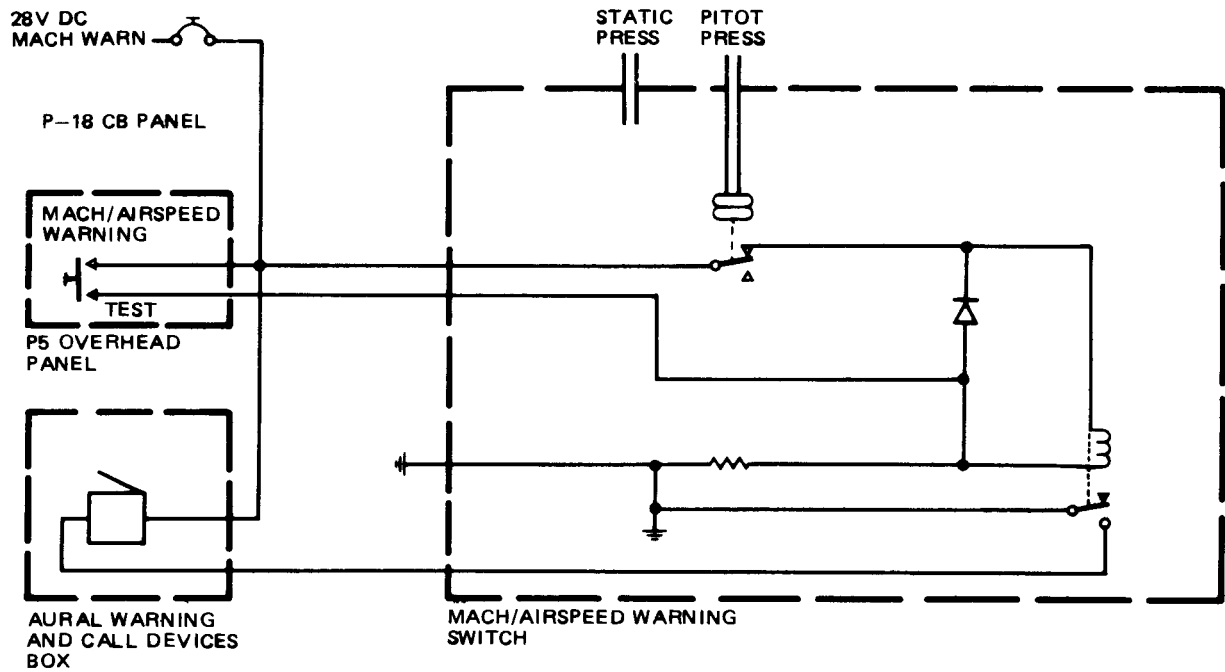 28V DC
MACH WARN
STATIC
PRESS
PITOT
PRESS
P-18 CB PANEL
MACH/AIRSPEED
WARNING
TEST
P5 OVERHEAD
PANEL
AURAL WARNING
AND CALL DEVICES
BOX
MACH/AIRSPEED WARNING
SWITCH